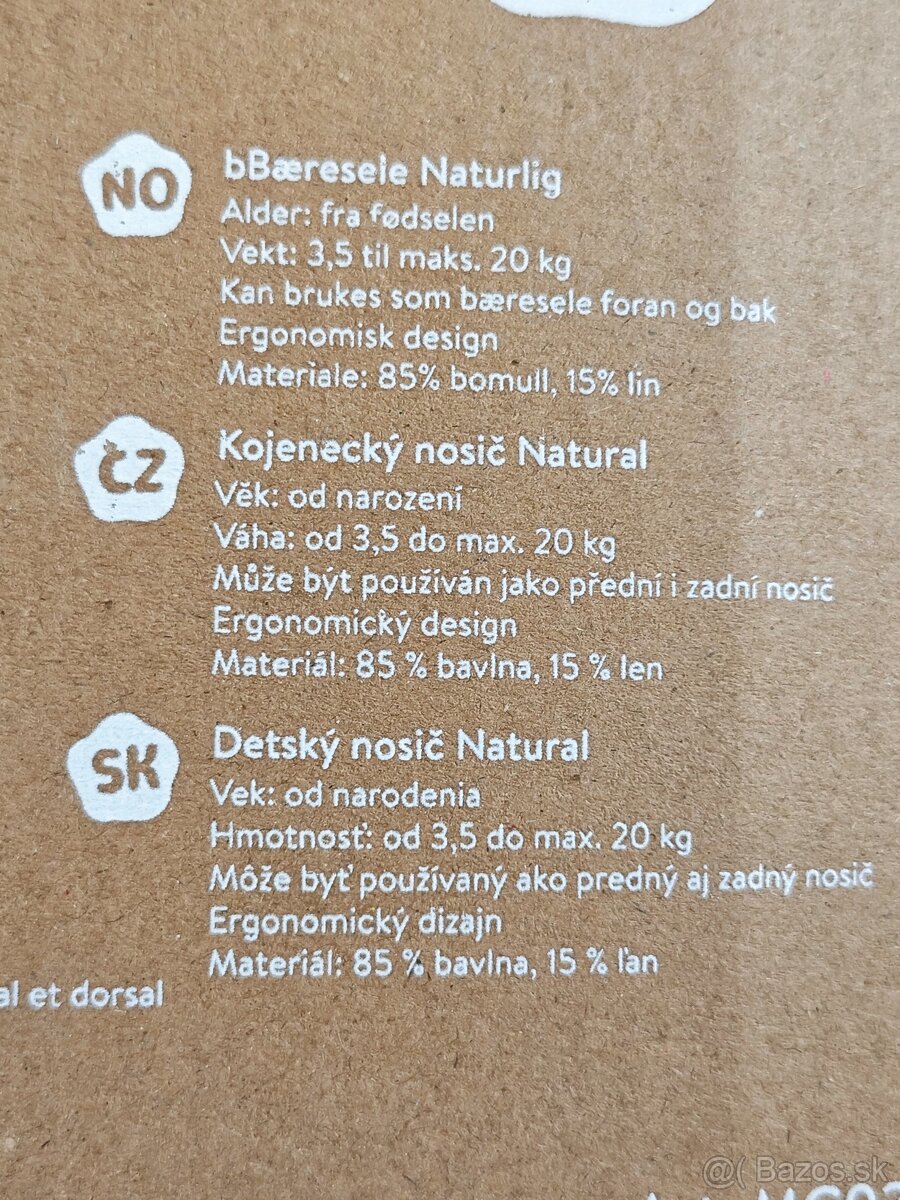 NO
bBæresele Naturlig
Alder: fra fødselen
Vekt: 3,5 til maks. 20 kg
Kan brukes som bæresele foran og bak
Ergonomisk design
Materiale: 85% bomull, 15% lin
ČZ
Kojenecký nosič Natural
Věk: od narození
Váha: od 3,5 do max. 20 kg
Může být používán jako přední i zadní nosič
Ergonomický design
Materiál: 85 % bavlna, 15 % len
SK
Detský nosič Natural
Vek: od narodenia
Hmotnosť: od 3,5 do max. 20 kg
Môže byť používaný ako predný aj zadný nosič
Ergonomický dizajn
Materíál: 85 % bavlna, 15 % ľan
al et dorsal
@( Bazos.sk